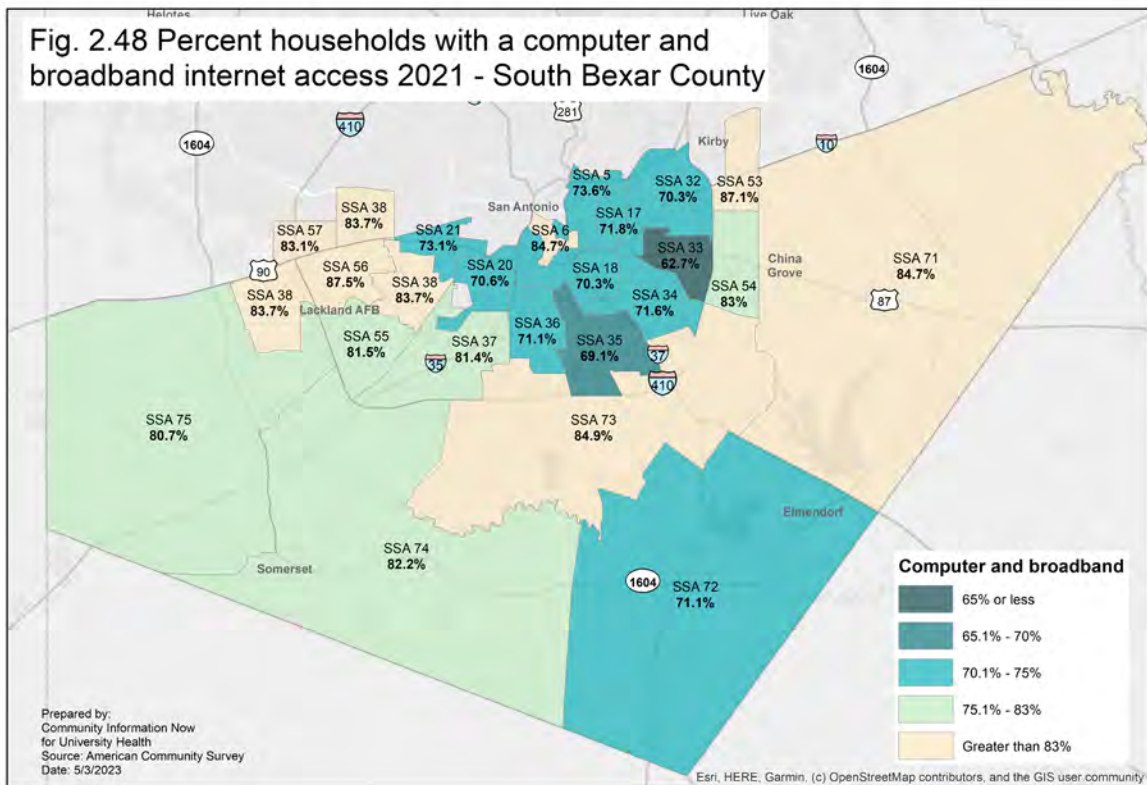 Helotes
Live Oak
Fig. 2.48 Percent households with a computer and
broadband internet access 2021 - South Bexar County
1604
410
281
1604
10
Kirby
San Antonio
SSA 5
73.6%
SSA 32
70.3%
SSA 53
87.1%
SSA 38
83.7%
SSA 17
71.8%
SSA 57
83.1%
SSA 21
73.1%
SSA 6
84.7%
SSA 33
62.7%
China
Grove
SSA 71
84.7%
90
SSA 56
87.5%
SSA 20
70.6%
SSA 18
70.3%
SSA 38
83.7%
SSA 38
83.7%
SSA 54
83%
87
Lackland AFB
SSA 34
71.6%
SSA 55
81.5%
SSA 36
71.1%
SSA 37
81.4%
SSA 35
69.1%
35
37
410
SSA 75
80.7%
SSA 73
84.9%
Elmendorf
SSA 74
82.2%
Somerset
1604
SSA 72
71.1%
Computer and broadband
65% or less
65.1% - 70%
70.1% - 75%
75.1% - 83%
Greater than 83%
Prepared by:
Community Information Now
for University Health
Source: American Community Survey
Date: 5/3/2023
Esri, HERE, Garmin, (c) OpenStreetMap contributors, and the GIS user community